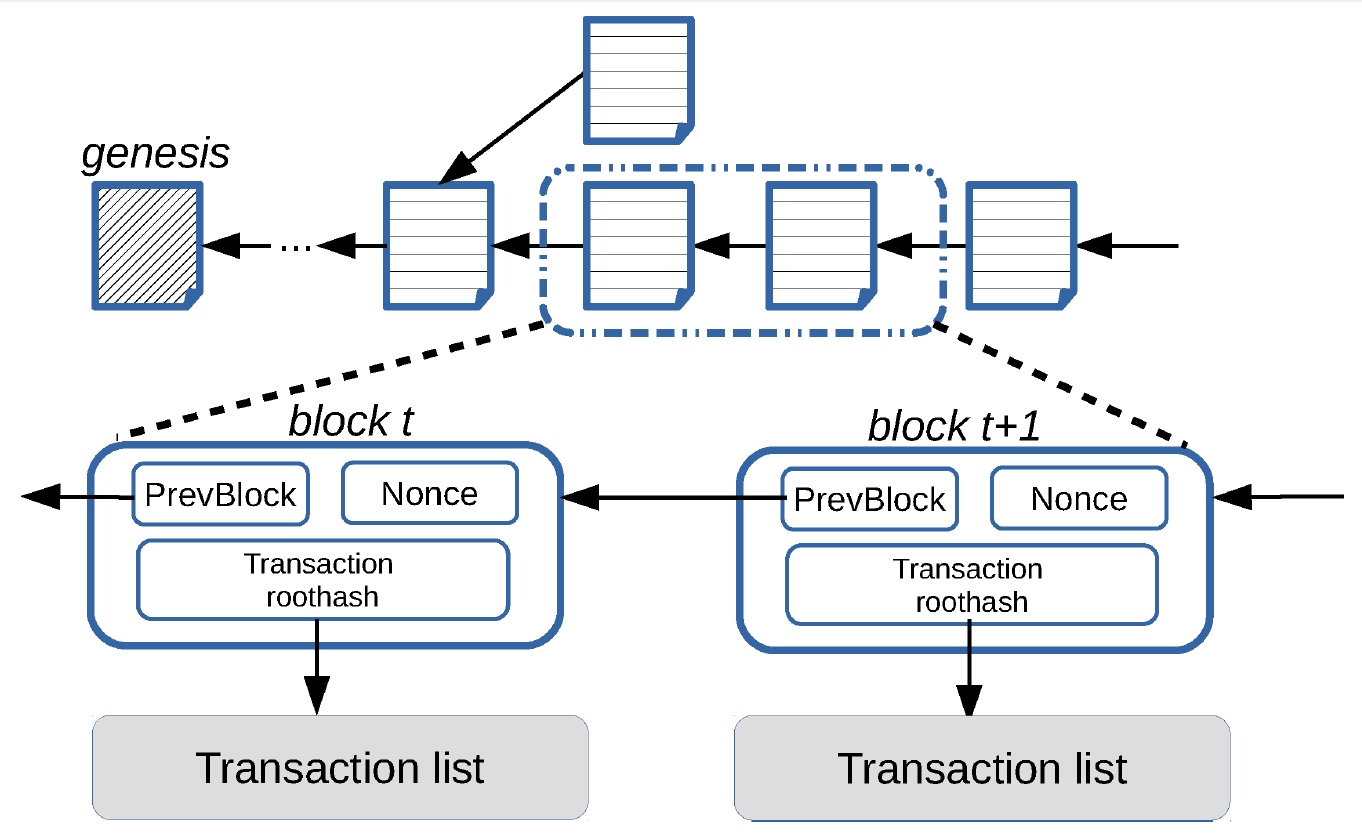 genesis
...
block t
block t+1
PrevBlock
Nonce
PrevBlock
Nonce
Transaction
roothash
Transaction
roothash
Transaction list
Transaction list